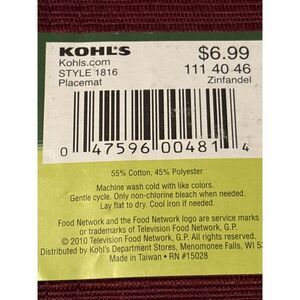 KOHL'S
Kohls.com
STYLE 1816
Placemat
$6.99
111 40 46
Zinfandel
0 47596 00481 4
55% Cotton, 45% Polyester
Machine wash cold with like colors.
Gentle cycle. Only non-chlorine bleach when needed.
Lay flat to dry. Cool iron if needed.
Food Network and the Food Network logo are service marks
or trademarks of Television Food Network, G.P.
© 2010 Television Food Network, G.P. All rights reserved.
Distributed by Kohl's Department Stores, Menomonee Falls, WI
Made in Taiwan • RN #15028